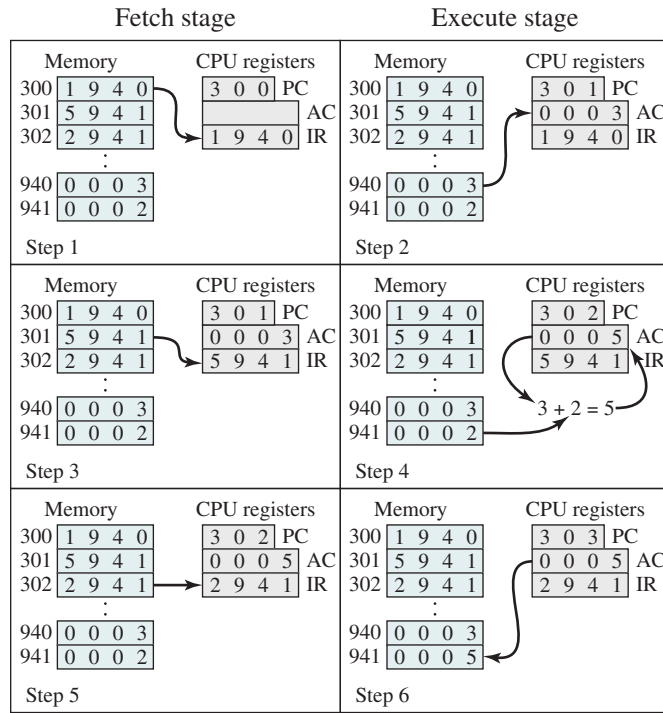 Fetch stage Execute stage
Memory CPU registers
300 1 9 4 0 3 0 0 PC
301 5 9 4 1 AC
302 2 9 4 1 1 9 4 0 IR
940 0 0 0 3
941 0 0 0 2
Step 1
Memory CPU registers
300 1 9 4 0 3 0 1 PC
301 5 9 4 1 0 0 0 3 AC
302 2 9 4 1 1 9 4 0 IR
940 0 0 0 3
941 0 0 0 2
Step 2
Memory CPU registers
300 1 9 4 0 3 0 1 PC
301 5 9 4 1 0 0 0 3 AC
302 2 9 4 1 5 9 4 1 IR
940 0 0 0 3
941 0 0 0 2
Step 3
Memory CPU registers
300 1 9 4 0 3 0 2 PC
301 5 9 4 1 0 0 0 5 AC
302 2 9 4 1 5 9 4 1 IR
940 0 0 0 3 3 + 2 = 5
941 0 0 0 2
Step 4
Memory CPU registers
300 1 9 4 0 3 0 2 PC
301 5 9 4 1 0 0 0 5 AC
302 2 9 4 1 2 9 4 1 IR
940 0 0 0 3
941 0 0 0 2
Step 5
Memory CPU registers
300 1 9 4 0 3 0 3 PC
301 5 9 4 1 0 0 0 5 AC
302 2 9 4 1 2 9 4 1 IR
940 0 0 0 3
941 0 0 0 5
Step 6